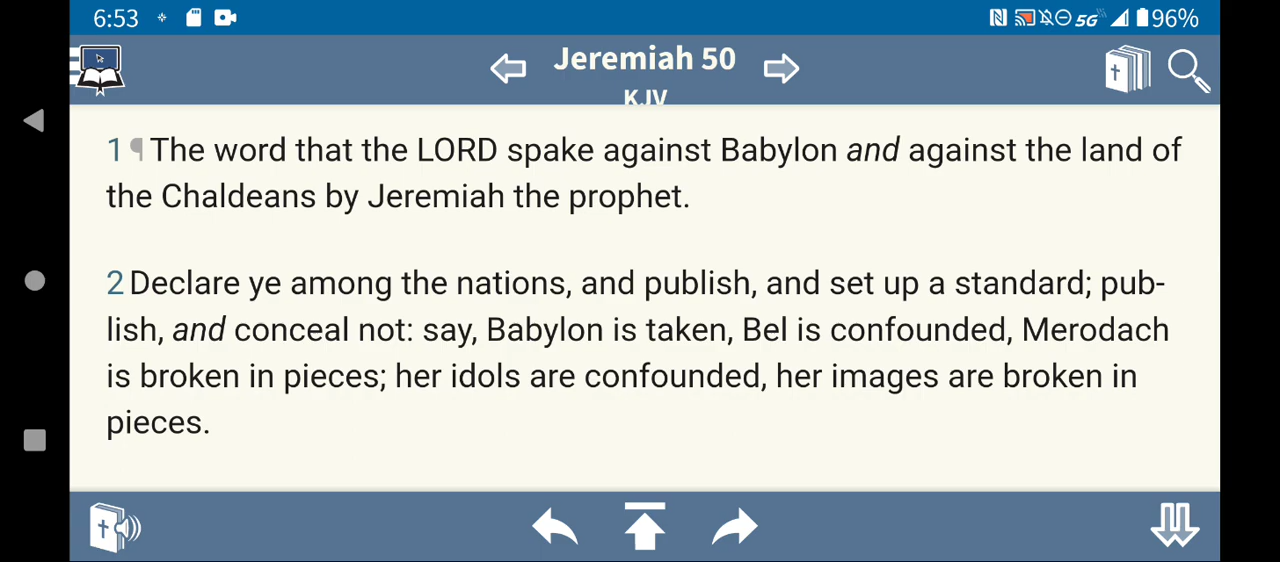 6:53 5G 96%
Jeremiah 50
KJV
1 ¶ The word that the LORD spake against Babylon and against the land of
the Chaldeans by Jeremiah the prophet.
2 Declare ye among the nations, and publish, and set up a standard; pub-
lish, and conceal not: say, Babylon is taken, Bel is confounded, Merodach
is broken in pieces; her idols are confounded, her images are broken in
pieces.